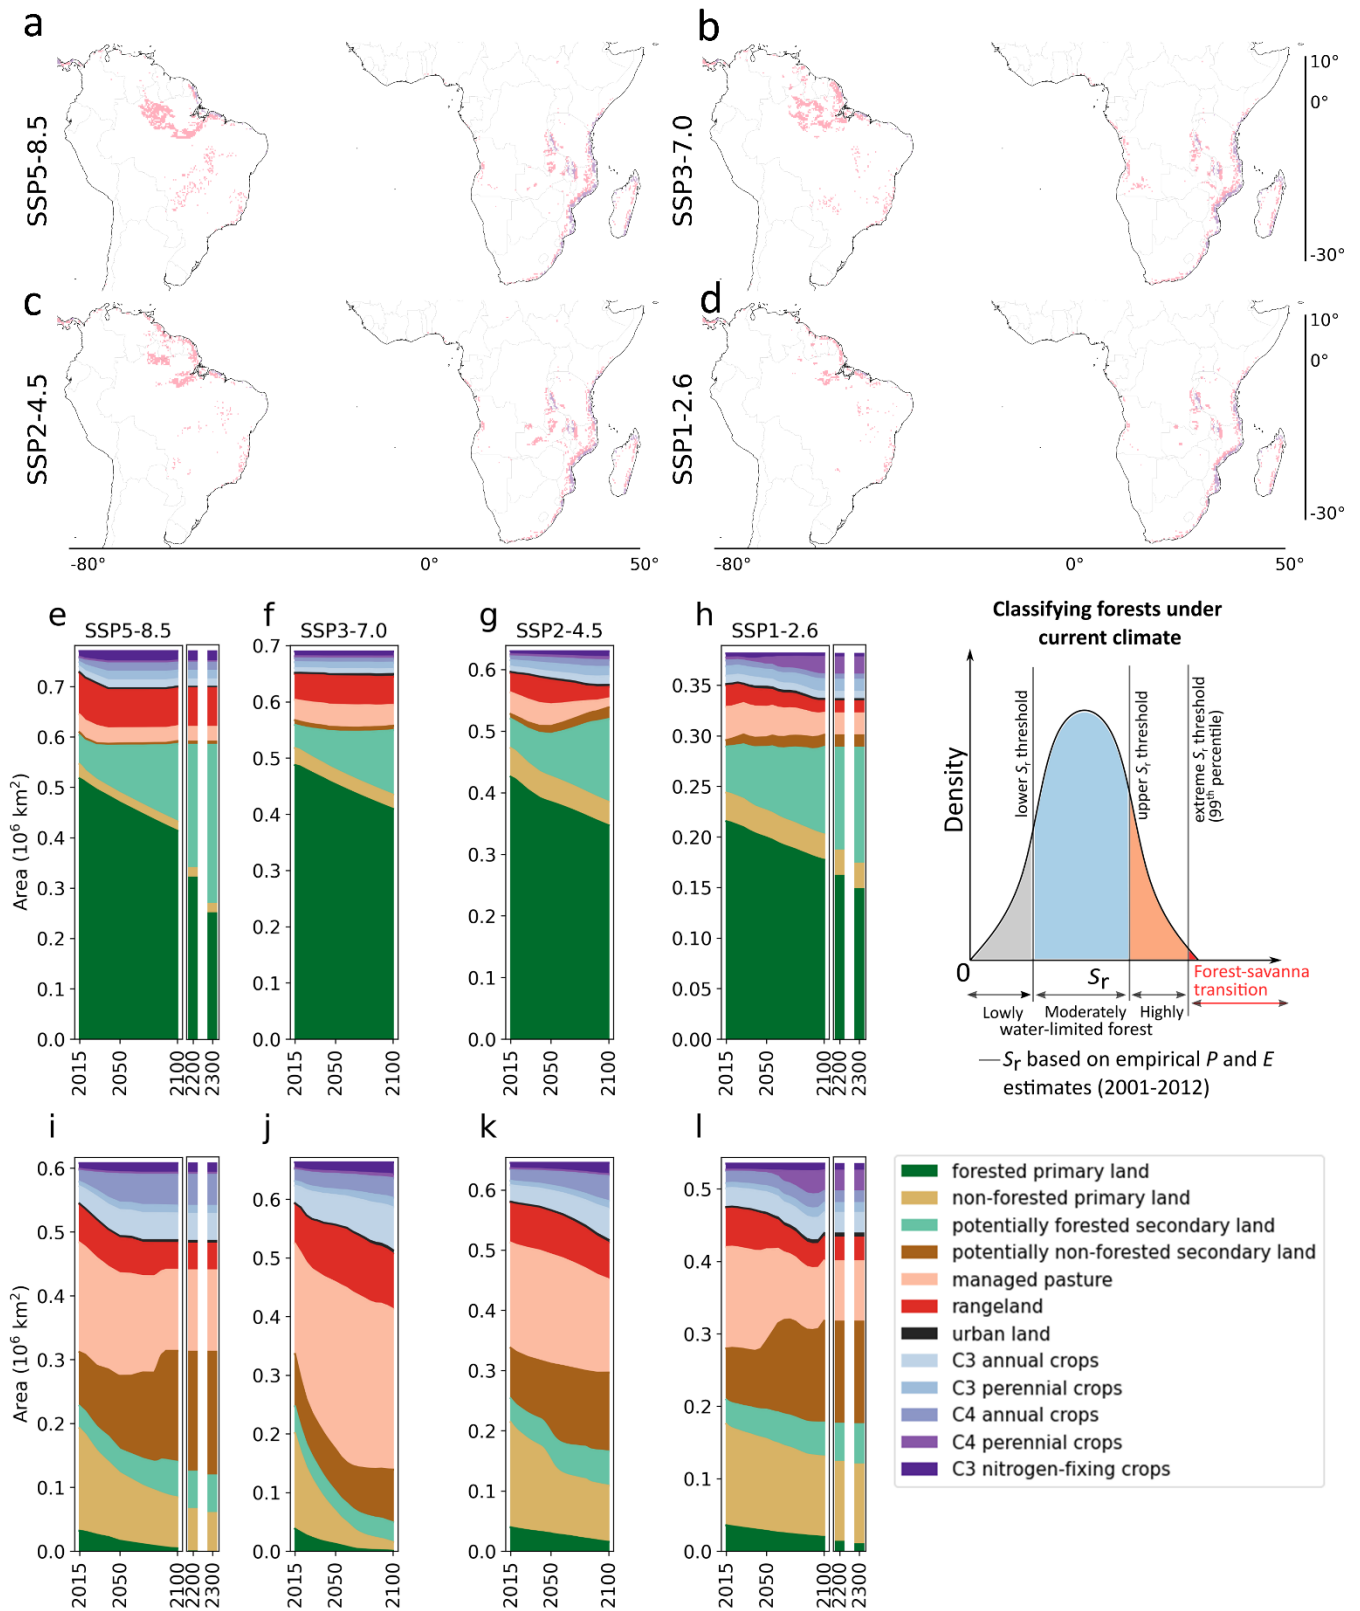 a
b
SSP5-8.5
SSP3-7.0
10°
0°
-30°
c
d
SSP2-4.5
SSP1-2.6
10°
0°
-30°
-80°
0°
50°
-80°
0°
50°
e
SSP5-8.5
f
SSP3-7.0
g
SSP2-4.5
h
SSP1-2.6
Area (10⁶ km²)
0.7
0.6
0.5
0.4
0.3
0.2
0.1
0.0
2015
2050
2100
2200
2300
0.7
0.6
0.5
0.4
0.3
0.2
0.1
0.0
2015
2050
2100
0.6
0.5
0.4
0.3
0.2
0.1
0.0
2015
2050
2100
0.35
0.30
0.25
0.20
0.15
0.10
0.05
0.00
2015
2050
2100
2200
2300
Classifying forests under
current climate
Density
lower Sr threshold
upper Sr threshold
extreme Sr threshold
(99th percentile)
0
Sr
Forest-savanna
transition
Lowly
Moderately
Highly
water-limited forest
— Sr based on empirical P and E
estimates (2001-2012)
i
j
k
l
Area (10⁶ km²)
0.6
0.5
0.4
0.3
0.2
0.1
0.0
2015
2050
2100
2200
2300
0.6
0.5
0.4
0.3
0.2
0.1
0.0
2015
2050
2100
0.6
0.5
0.4
0.3
0.2
0.1
0.0
2015
2050
2100
0.5
0.4
0.3
0.2
0.1
0.0
2015
2050
2100
2200
2300
forested primary land
non-forested primary land
potentially forested secondary land
potentially non-forested secondary land
managed pasture
rangeland
urban land
C3 annual crops
C3 perennial crops
C4 annual crops
C4 perennial crops
C3 nitrogen-fixing crops